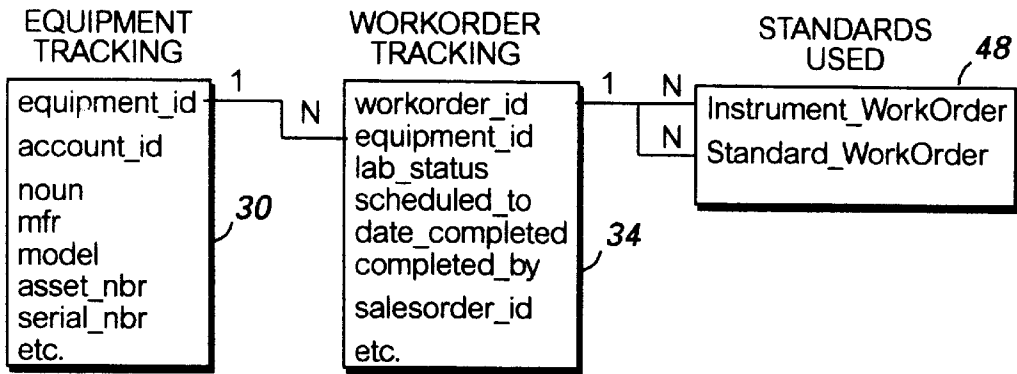 EQUIPMENT
TRACKING
equipment_id
account_id
noun
mfr
model
asset_nbr
serial_nbr
etc.
30
1
N
WORKORDER
TRACKING
workorder_id
equipment_id
lab_status
scheduled_to
date_completed
completed_by
salesorder_id
etc.
34
1
N
N
STANDARDS
USED
48
Instrument_WorkOrder
Standard_WorkOrder